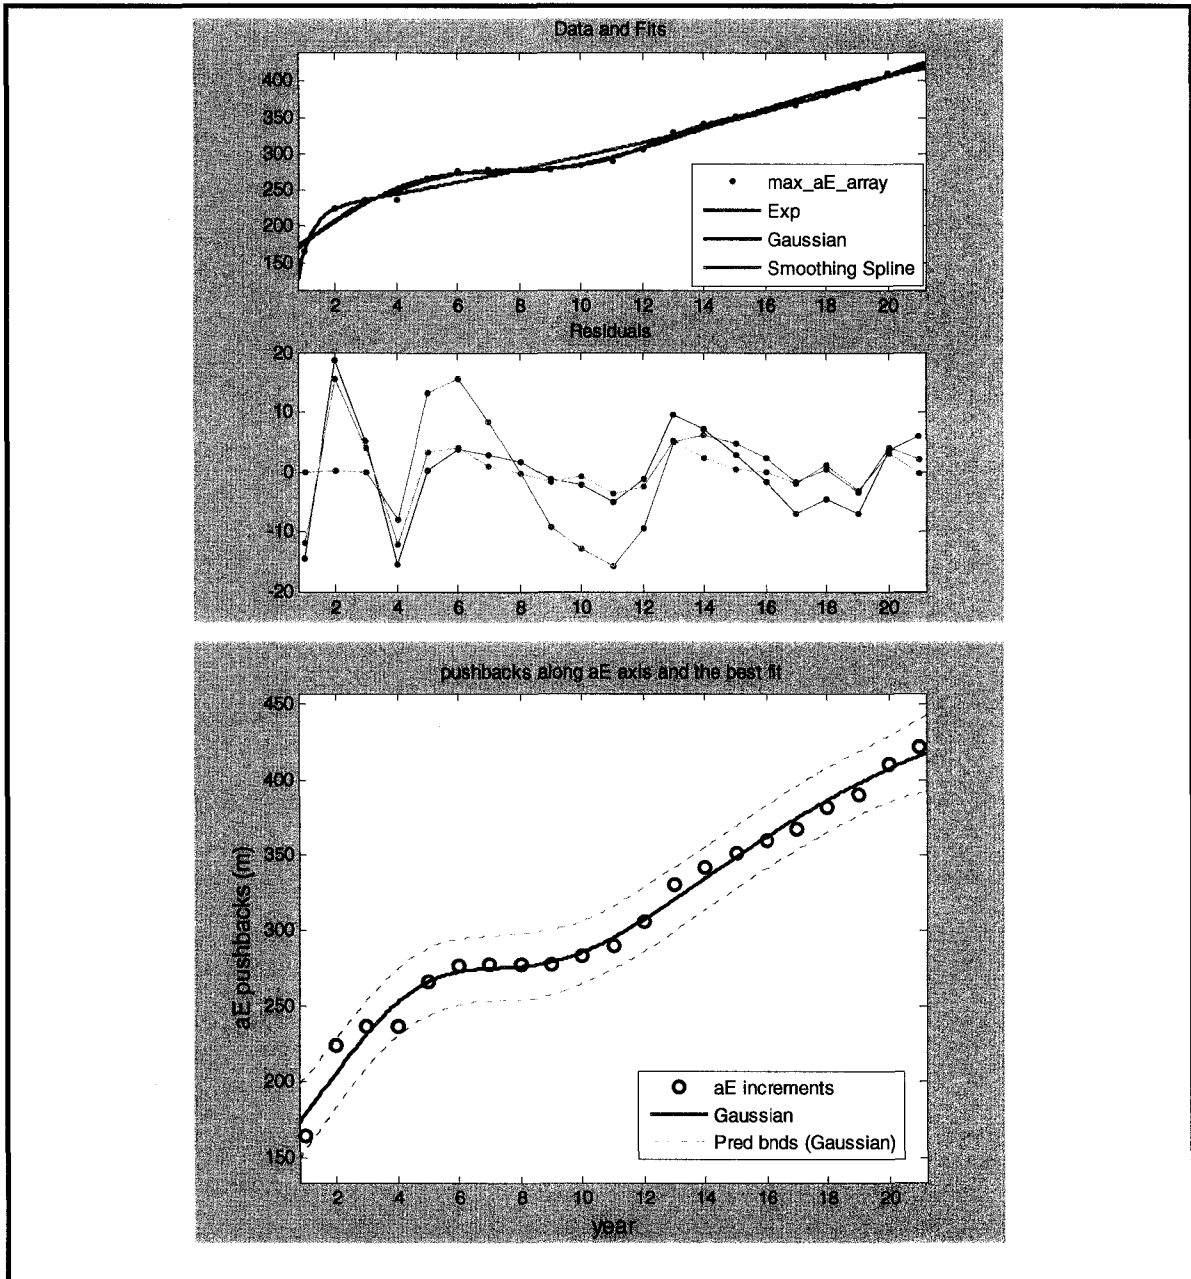 Data and Fits
400
350
300
250
200
150
max_aE_array
Exp
Gaussian
Smoothing Spline
2 4 6 8 10 12 14 16 18 20
Residuals
20
10
0
-10
-20
2 4 6 8 10 12 14 16 18 20
pushbacks along aE axis and the best fit
450
400
350
300
250
200
150
aE pushbacks (m)
aE increments
Gaussian
Pred bnds (Gaussian)
2 4 6 8 10 12 14 16 18 20
year